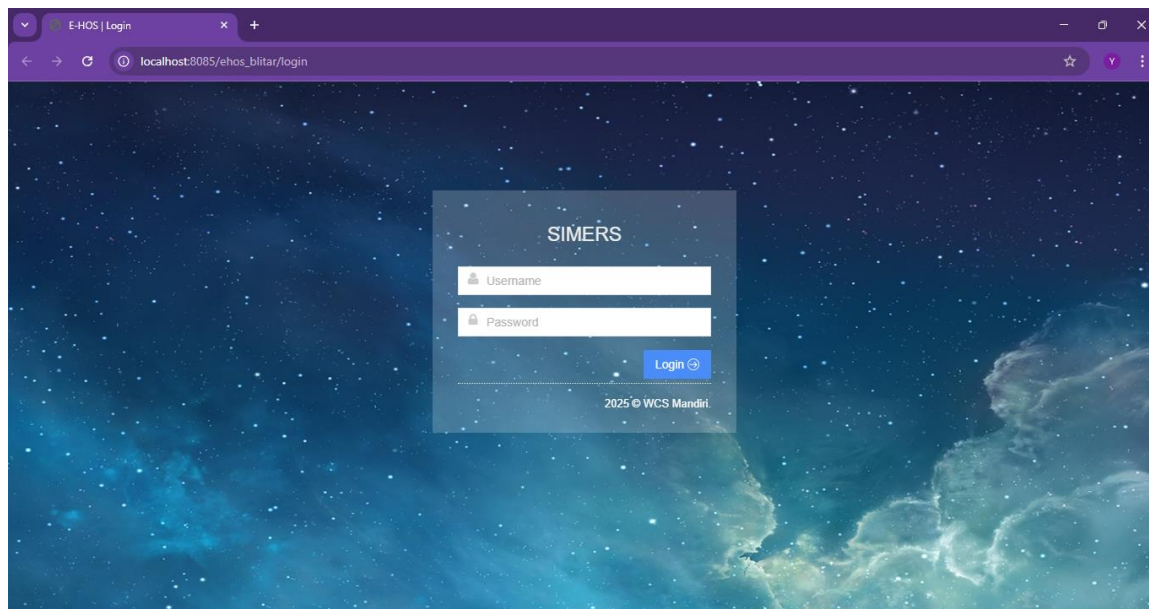 E-HOS | Login
localhost:8085/ehos_blitar/login
Y
SIMERS
Username
Password
Login
2025 © WCS Mandiri.